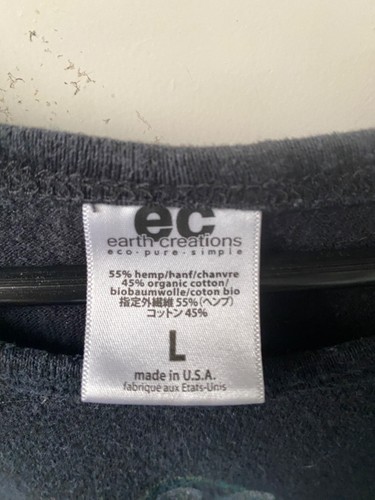 ec
earth creations
eco-pure-simple
55% hemp/hanf/chanvre
45% organic cotton/
biobaumwolle/coton bio
指定外繊維 55% (ヘンプ)
コットン 45%
L
made in U.S.A.
fabriqué aux Etats-Unis